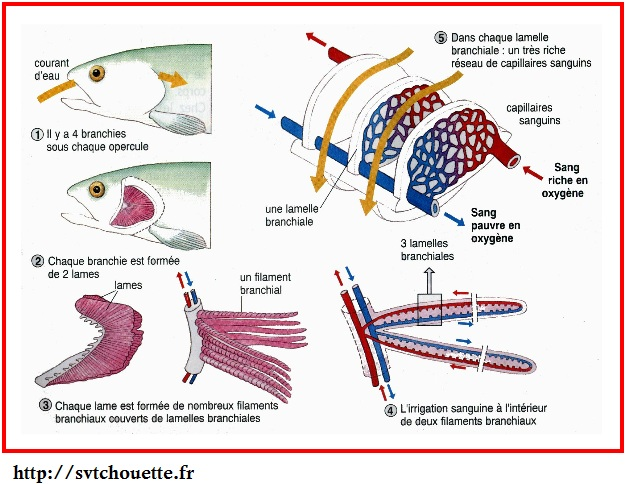 courant
d'eau
① Il y a 4 branchies
sous chaque opercule
② Chaque branchie est formée
de 2 lames
lames
un filament
branchial
③ Chaque lame est formée de nombreux filaments
branchiaux couverts de lamelles branchiales
⑤ Dans chaque lamelle
branchiale : un très riche
réseau de capillaires sanguins
capillaires
sanguins
Sang
riche en
oxygène
une lamelle
branchiale
Sang
pauvre en
oxygène
3 lamelles
branchiales
④ L'irrigation sanguine à l'intérieur
de deux filaments branchiaux
http://svtchouette.fr